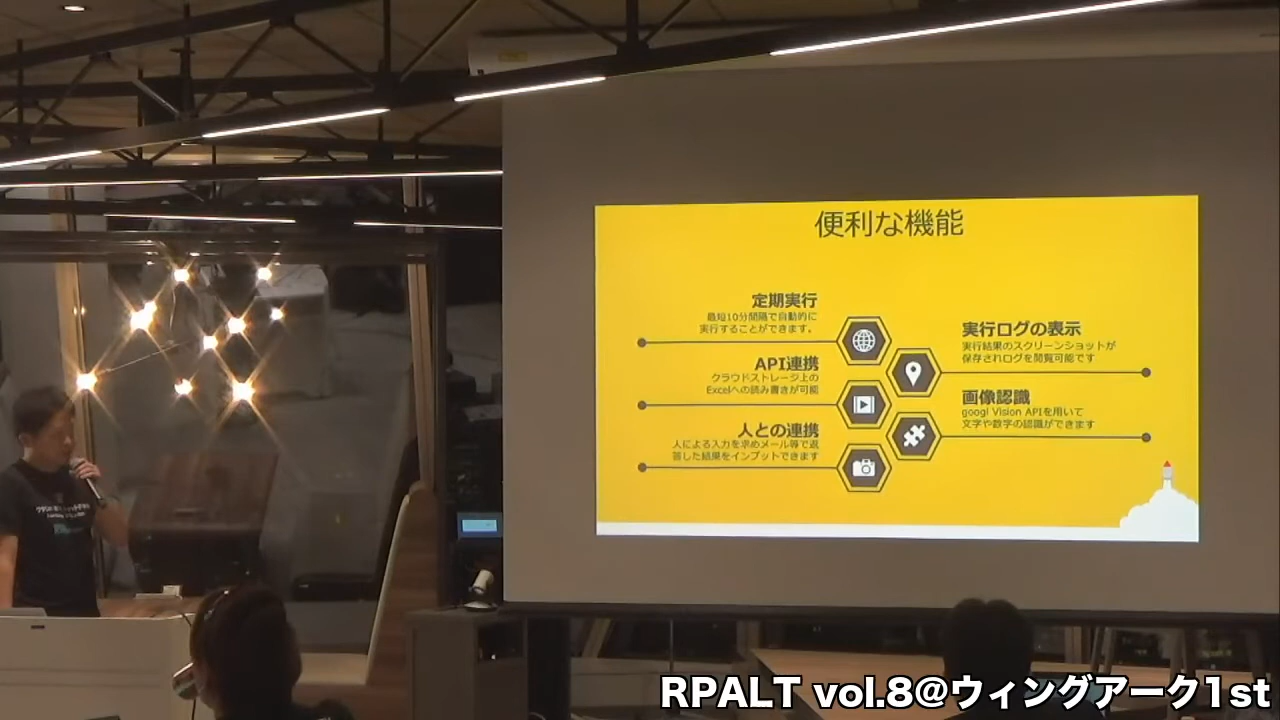 便利な機能
定期実行
最短10分間隔で自動的に
実行することができます。
API連携
クラウドストレージ上の
Excelへの読み書きが可能
人との連携
人による入力を求めメール等で返
答した結果をインプットできます
実行ログの表示
実行結果のスクリーンショットが
保存されログを閲覧可能です
画像認識
googl Vision APIを用いて
文字や数字の認識ができます
RPALT vol.8@ウィングアーク1st